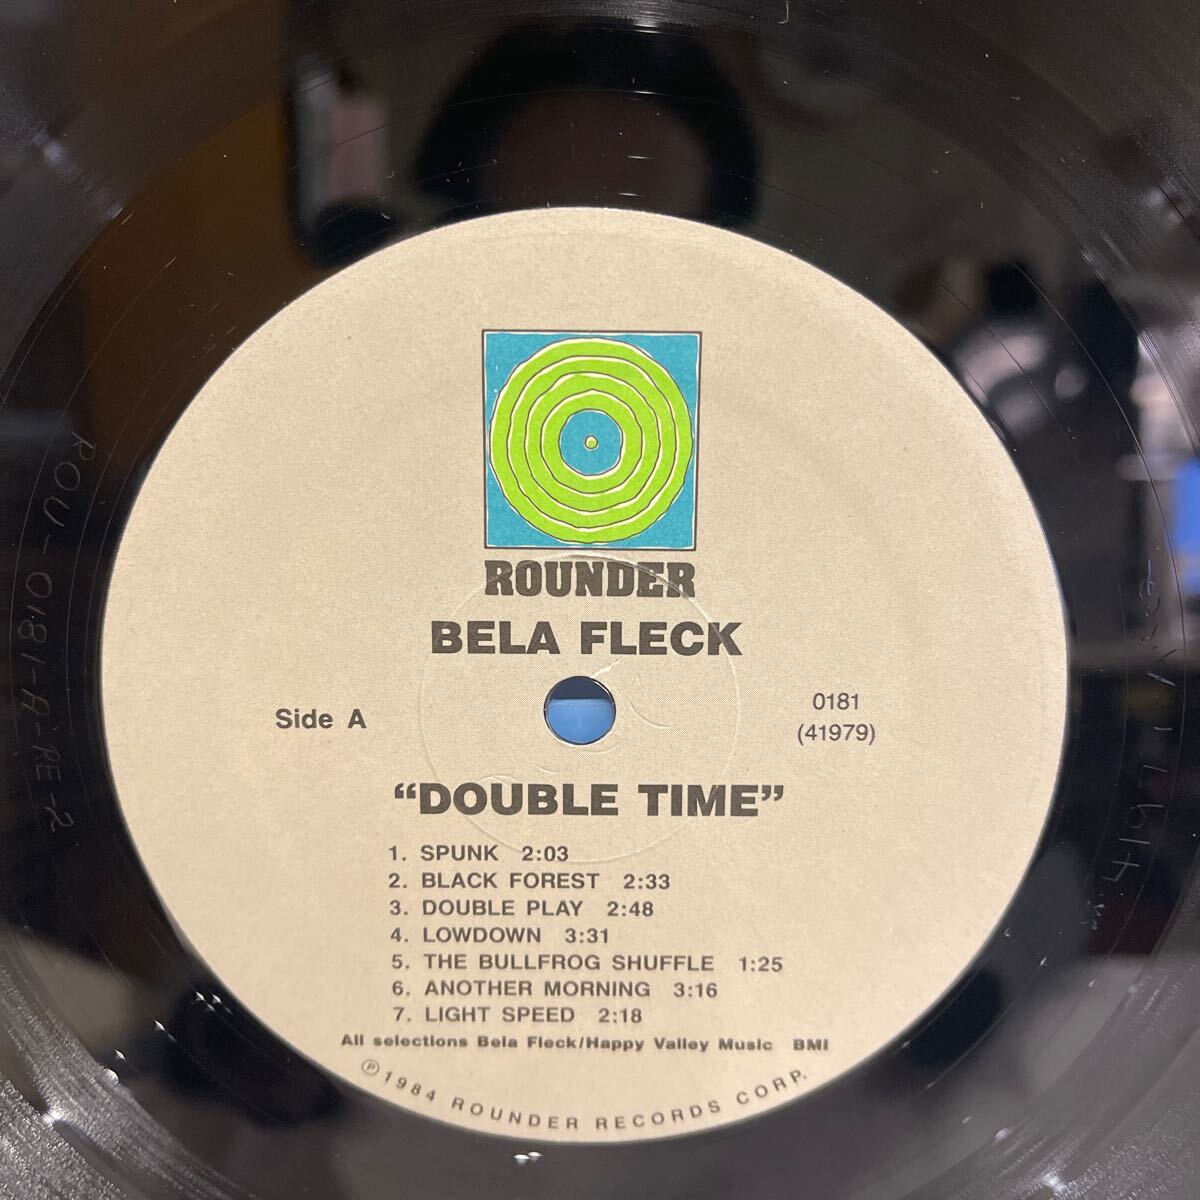 ROUNDER
BELA FLECK
Side A
0181
(41979)
“DOUBLE TIME”
1. SPUNK 2:03
2. BLACK FOREST 2:33
3. DOUBLE PLAY 2:48
4. LOWDOWN 3:31
5. THE BULLFROG SHUFFLE 1:25
6. ANOTHER MORNING 3:16
7. LIGHT SPEED 2:18
All selections Bela Fleck/Happy Valley Music BMI
Ⓟ1984 ROUNDER RECORDS CORP.
ROU-0181-A-RE-2